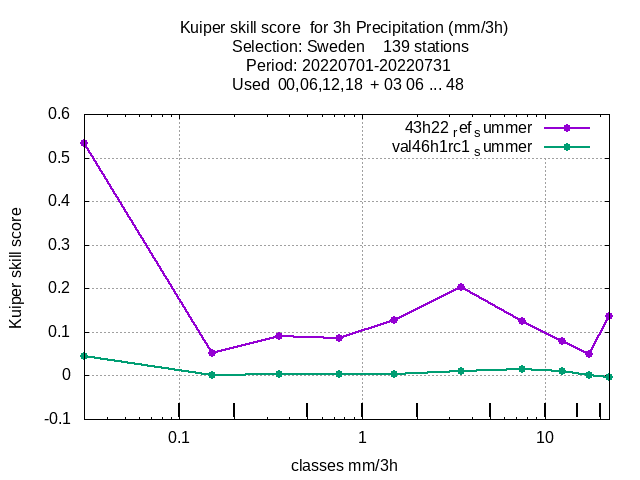 Kuiper skill score  for 3h Precipitation (mm/3h)
Selection: Sweden    139 stations
Period: 20220701-20220731
Used  00,06,12,18  + 03 06 ... 48
43h22refsummer
val46h1rc1summer
0.6
0.5
0.4
0.3
0.2
0.1
0
-0.1
Kuiper skill score
0.1
1
10
classes mm/3h